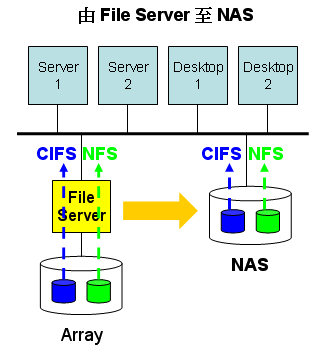 由 File Server 至 NAS
Server
1
Server
2
Desktop
1
Desktop
2
CIFS NFS
CIFS NFS
File
Server
NAS
Array